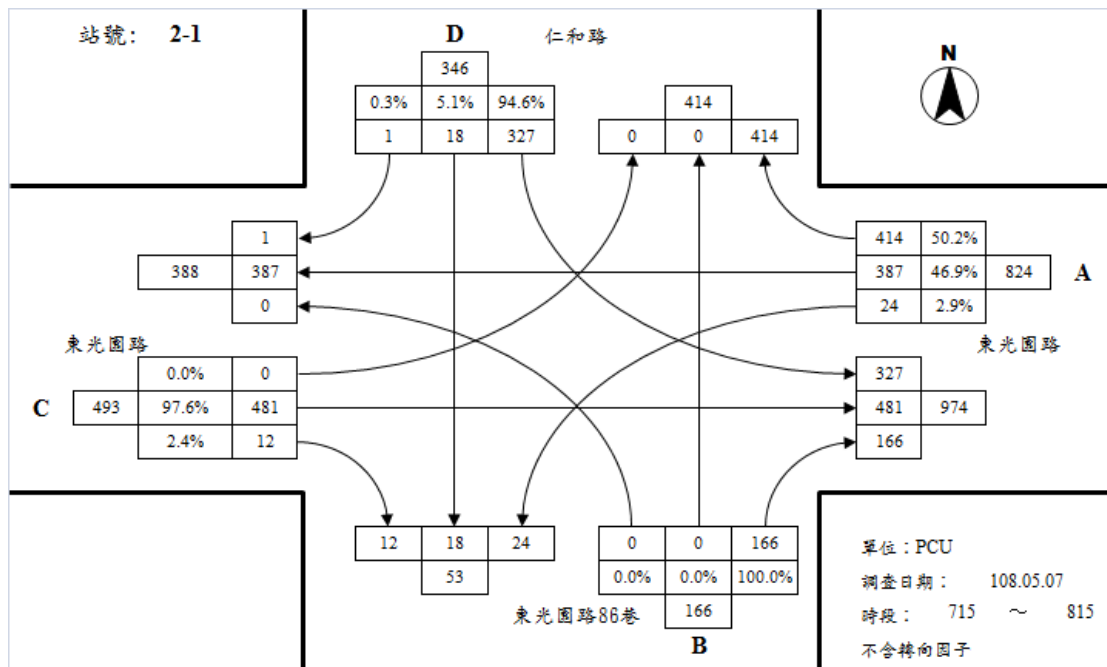 站號： 2-1
D
仁和路
N
346
0.3% 5.1% 94.6%
1 18 327
414
0 0 414
1
388 387
0
414 50.2%
387 46.9% 824
24 2.9%
A
東光園路
東光園路
0.0% 0
C 493 97.6% 481
2.4% 12
327
481 974
166
12 18 24
53
0 0 166
0.0% 0.0% 100.0%
166
東光園路86巷
B
單位：PCU
調查日期： 108.05.07
時段： 715 ～ 815
不含轉向因子